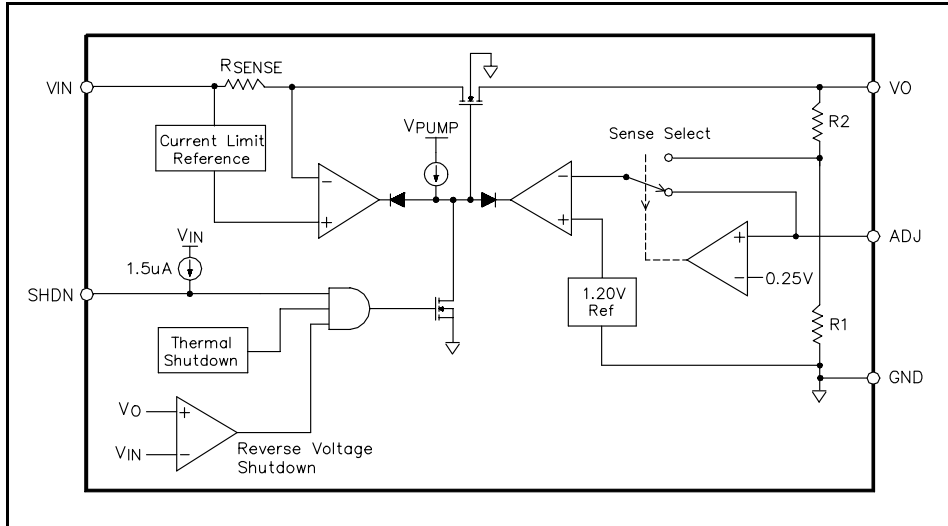 VIN
RSENSE
VO
R2
Current Limit
Reference
VPUMP
Sense Select
-
+
-
+
+
-
0.25V
ADJ
VIN
1.5uA
SHDN
1.20V
Ref
R1
Thermal
Shutdown
GND
VO
+
VIN
-
Reverse Voltage
Shutdown